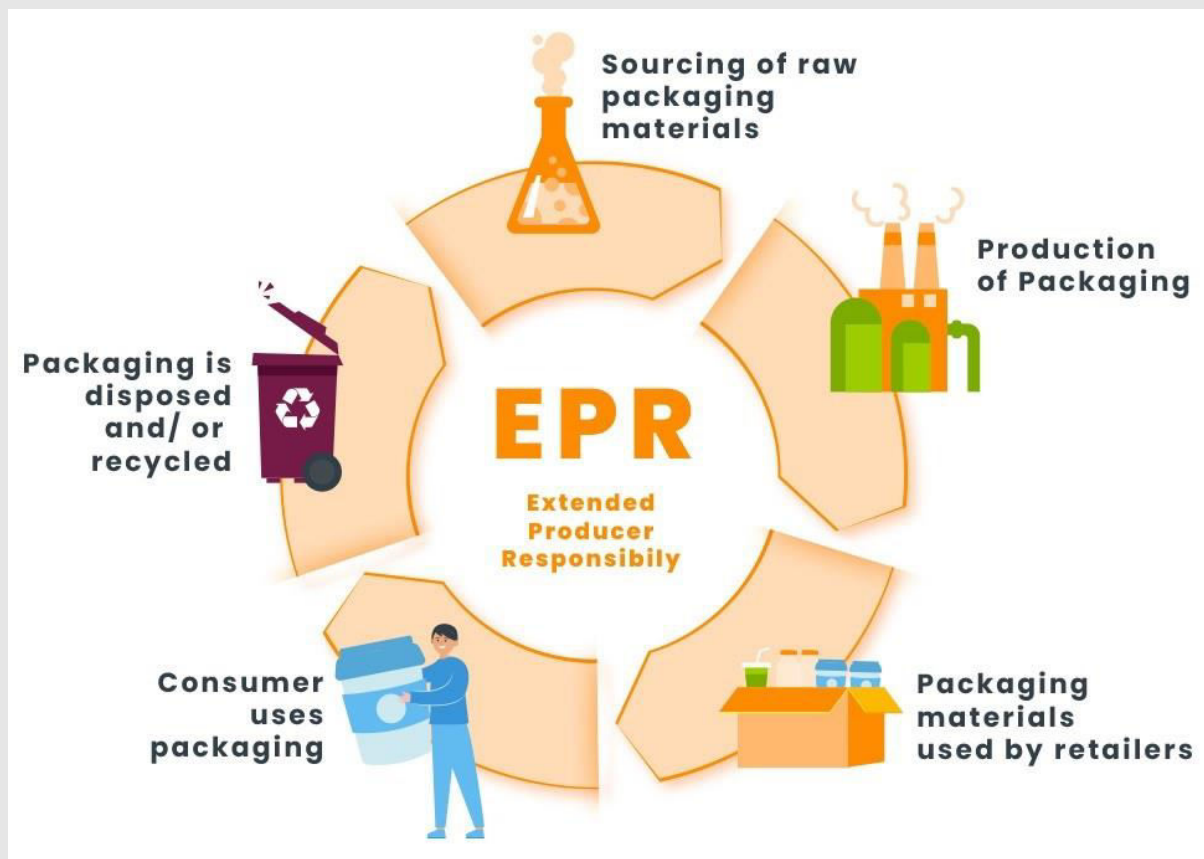 Sourcing of raw
packaging
materials
Production
of Packaging
Packaging is
disposed
and/ or
recycled
EPR
Extended
Producer
Responsibily
Consumer
uses
packaging
Packaging
materials
used by retailers